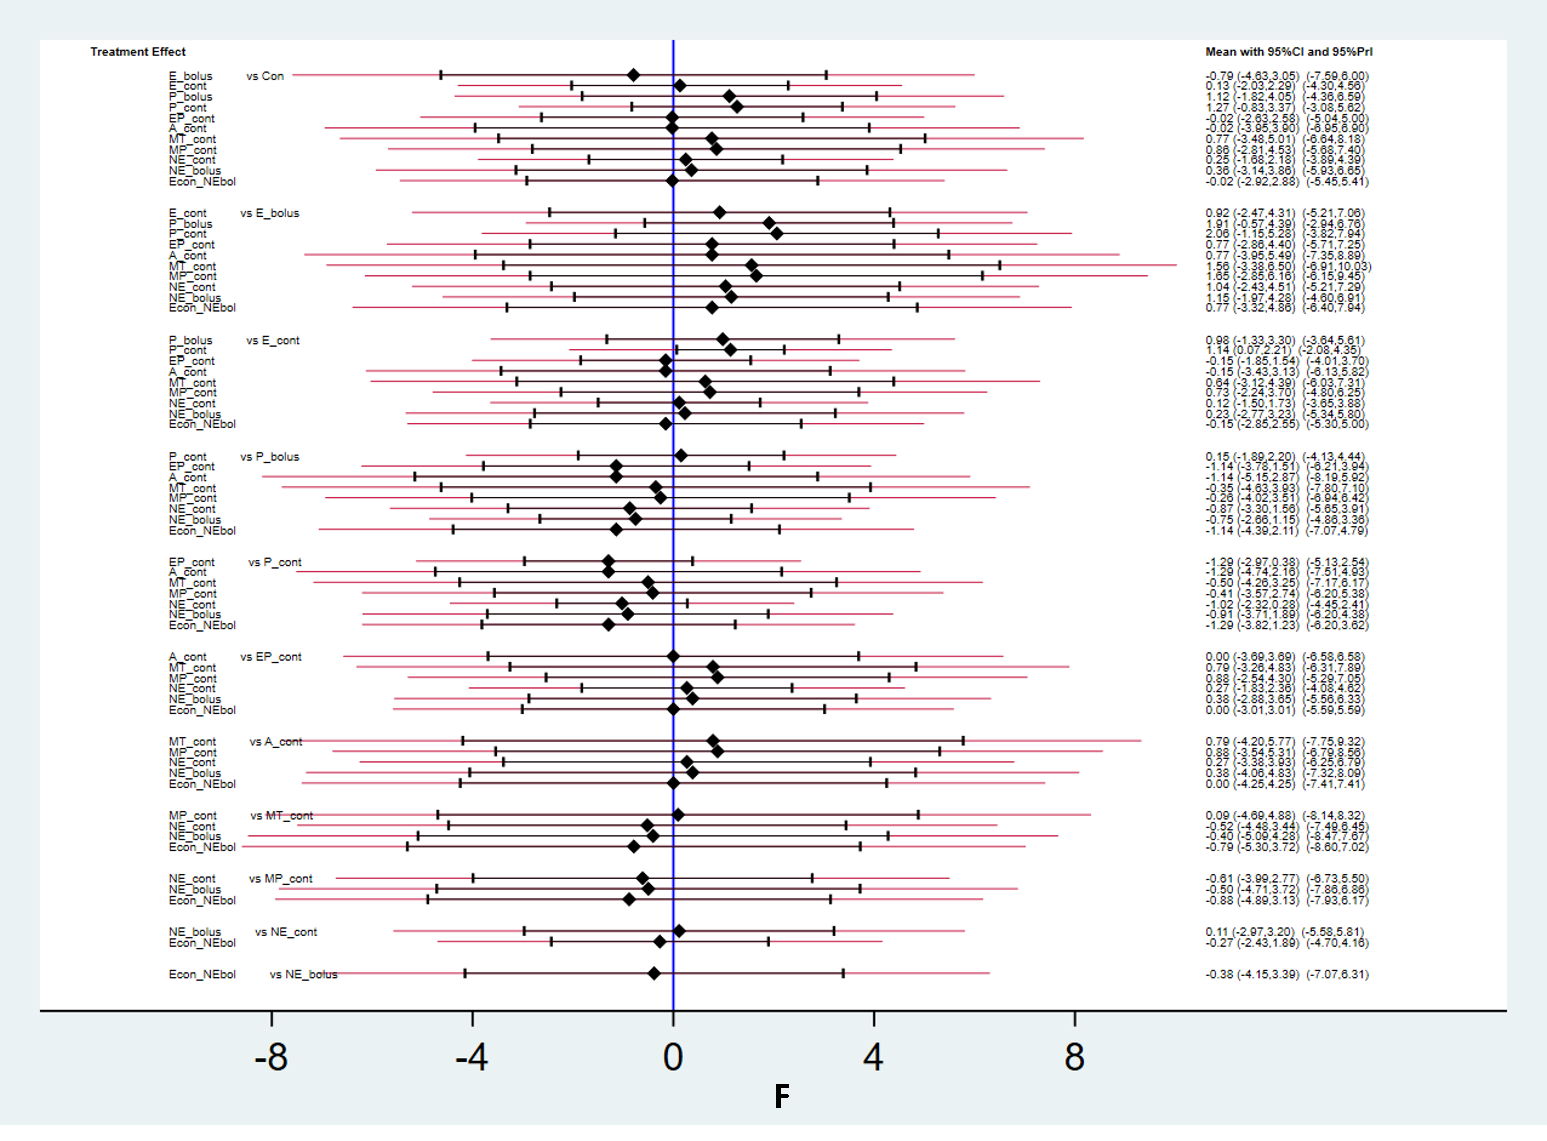 Treatment Effect Mean with 95%CI and 95%PrI
E_bolus vs Con -0.79 (-4.63,3.05) (-7.59,6.00)
E_cont 0.13 (-2.03,2.29) (-4.30,4.56)
P_bolus 1.12 (-1.82,4.05) (-4.36,6.59)
P_cont 1.27 (-0.83,3.37) (-3.08,5.62)
EP_cont -0.02 (-2.63,2.58) (-5.04,5.00)
A_cont -0.02 (-3.95,3.90) (-6.95,6.90)
MT_cont 0.77 (-3.48,5.01) (-6.64,8.18)
MP_cont 0.86 (-2.81,4.53) (-5.68,7.40)
NE_cont 0.25 (-1.68,2.18) (-3.89,4.39)
NE_bolus 0.36 (-3.14,3.86) (-5.93,6.65)
Econ_NEbol -0.02 (-2.92,2.88) (-5.45,5.41)
E_cont vs E_bolus 0.92 (-2.47,4.31) (-5.21,7.06)
P_bolus 1.91 (-0.57,4.39) (-2.94,6.76)
P_cont 2.06 (-1.15,5.28) (-3.82,7.94)
EP_cont 0.77 (-2.86,4.40) (-5.71,7.25)
A_cont 0.77 (-3.95,5.49) (-7.35,8.89)
MT_cont 1.56 (-3.38,6.50) (-6.91,10.03)
MP_cont 1.65 (-2.85,6.16) (-6.15,9.45)
NE_cont 1.04 (-2.43,4.51) (-5.21,7.29)
NE_bolus 1.15 (-1.97,4.28) (-4.60,6.91)
Econ_NEbol 0.77 (-3.32,4.86) (-6.40,7.94)
P_bolus vs E_cont 0.98 (-1.33,3.30) (-3.64,5.61)
P_cont 1.14 (0.07,2.21) (-2.08,4.35)
EP_cont -0.15 (-1.85,1.54) (-4.01,3.70)
A_cont -0.15 (-3.43,3.13) (-6.13,5.82)
MT_cont 0.64 (-3.12,4.39) (-6.03,7.31)
MP_cont 0.73 (-2.24,3.70) (-4.80,6.25)
NE_cont 0.12 (-1.50,1.73) (-3.65,3.88)
NE_bolus 0.23 (-2.77,3.23) (-5.34,5.80)
Econ_NEbol -0.15 (-2.85,2.55) (-5.30,5.00)
P_cont vs P_bolus 0.15 (-1.89,2.20) (-4.13,4.44)
EP_cont -1.14 (-3.78,1.51) (-6.21,3.94)
A_cont -1.14 (-5.15,2.87) (-8.19,5.92)
MT_cont -0.35 (-4.63,3.93) (-7.80,7.10)
MP_cont -0.26 (-4.02,3.51) (-6.94,6.42)
NE_cont -0.87 (-3.30,1.56) (-5.65,3.91)
NE_bolus -0.75 (-2.66,1.15) (-4.86,3.36)
Econ_NEbol -1.14 (-4.39,2.11) (-7.07,4.79)
EP_cont vs P_cont -1.29 (-2.97,0.38) (-5.13,2.54)
A_cont -1.29 (-4.74,2.16) (-7.51,4.93)
MT_cont -0.50 (-4.26,3.25) (-7.17,6.17)
MP_cont -0.41 (-3.57,2.74) (-6.20,5.38)
NE_cont -1.02 (-2.32,0.28) (-4.45,2.41)
NE_bolus -0.91 (-3.71,1.89) (-6.20,4.38)
Econ_NEbol -1.29 (-3.82,1.23) (-6.20,3.62)
A_cont vs EP_cont 0.00 (-3.69,3.69) (-6.58,6.58)
MT_cont 0.79 (-3.26,4.83) (-6.31,7.89)
MP_cont 0.88 (-2.54,4.30) (-5.29,7.05)
NE_cont 0.27 (-1.83,2.36) (-4.08,4.62)
NE_bolus 0.38 (-2.88,3.65) (-5.56,6.33)
Econ_NEbol 0.00 (-3.01,3.01) (-5.59,5.59)
MT_cont vs A_cont 0.79 (-4.20,5.77) (-7.75,9.32)
MP_cont 0.88 (-3.54,5.31) (-6.79,8.56)
NE_cont 0.27 (-3.38,3.93) (-6.25,6.79)
NE_bolus 0.38 (-4.06,4.83) (-7.32,8.09)
Econ_NEbol 0.00 (-4.25,4.25) (-7.41,7.41)
MP_cont vs MT_cont 0.09 (-4.69,4.88) (-8.14,8.32)
NE_cont -0.52 (-4.48,3.44) (-7.49,6.45)
NE_bolus -0.40 (-5.09,4.28) (-8.47,7.67)
Econ_NEbol -0.79 (-5.30,3.72) (-8.60,7.02)
NE_cont vs MP_cont -0.61 (-3.99,2.77) (-6.73,5.50)
NE_bolus -0.50 (-4.71,3.72) (-7.86,6.86)
Econ_NEbol -0.88 (-4.89,3.13) (-7.93,6.17)
NE_bolus vs NE_cont 0.11 (-2.97,3.20) (-5.58,5.81)
Econ_NEbol -0.27 (-2.43,1.89) (-4.70,4.16)
Econ_NEbol vs NE_bolus -0.38 (-4.15,3.39) (-7.07,6.31)
-8 -4 0 4 8
F